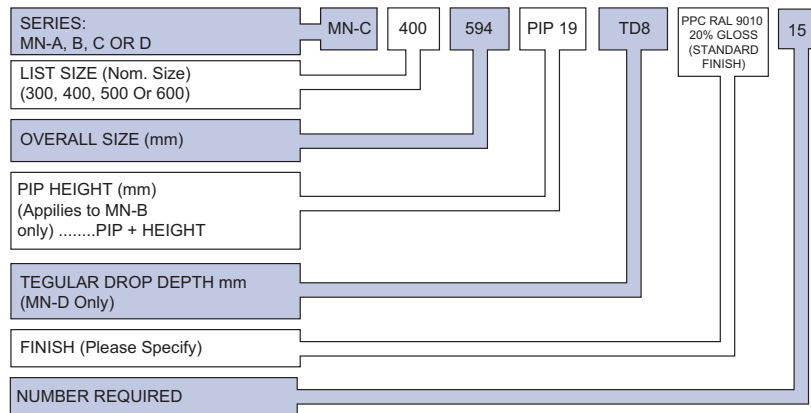 SERIES:
MN-A, B, C OR D
MN-C
400
594
PIP 19
TD8
PPC RAL 9010
20% GLOSS
(STANDARD
FINISH)
15
LIST SIZE (Nom. Size)
(300, 400, 500 Or 600)
OVERALL SIZE (mm)
PIP HEIGHT (mm)
(Appilies to MN-B
only) ........PIP + HEIGHT
TEGULAR DROP DEPTH mm
(MN-D Only)
FINISH (Please Specify)
NUMBER REQUIRED